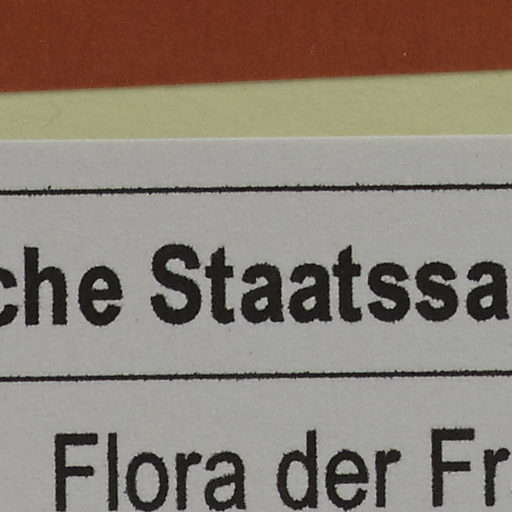 che Staatssa
Flora der Fr